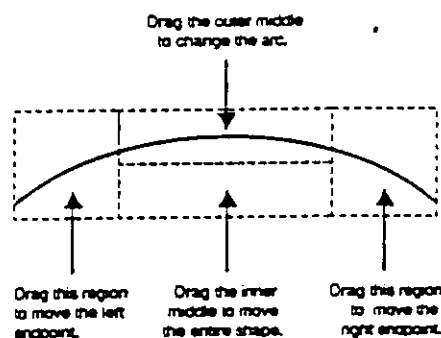 Drag the outer middle
to change the arc.
Drag this region
to move the left
endpoint.
Drag the inner
middle to move
the entire shape.
Drag this region
to move the
right endpoint.